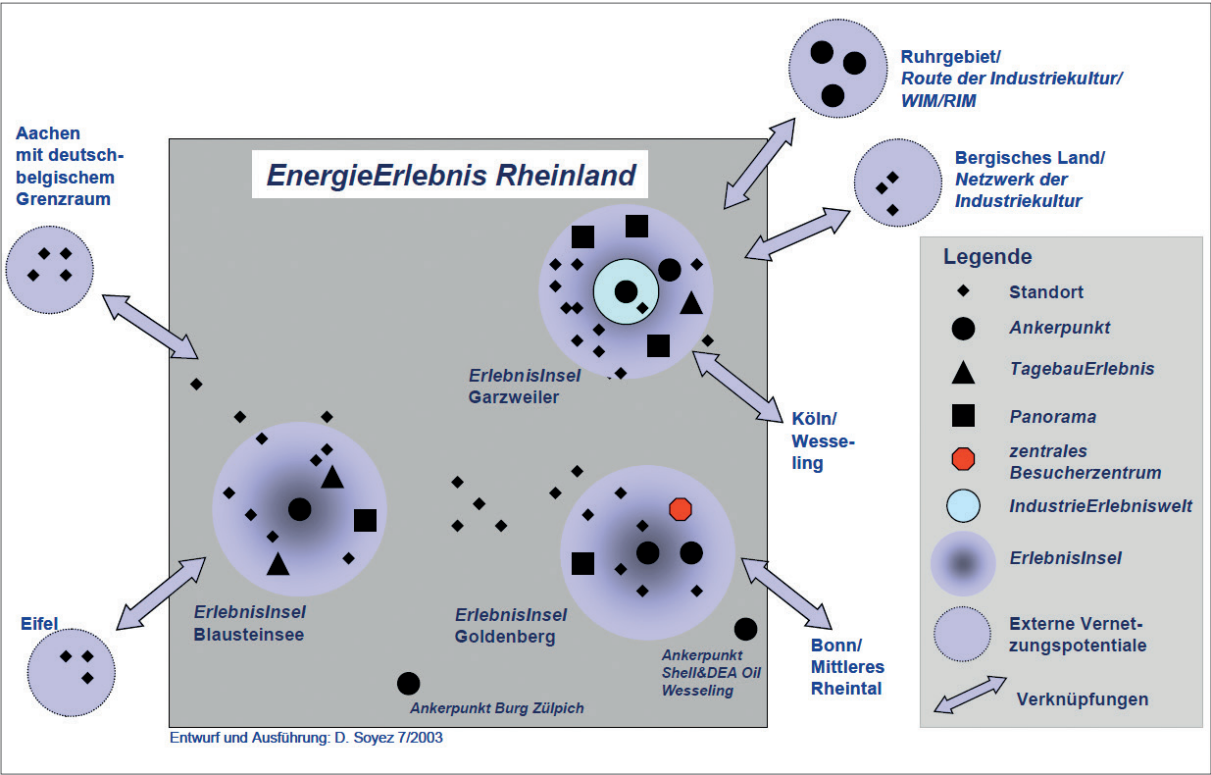 EnergieErlebnis Rheinland
Aachen
mit deutsch-
belgischem
Grenzraum
Ruhrgebiet/
Route der Industriekultur/
WIM/RIM
Bergisches Land/
Netzwerk der
Industriekultur
ErlebnisInsel
Garzweiler
Köln/
Wesse-
ling
ErlebnisInsel
Blausteinsee
ErlebnisInsel
Goldenberg
Eifel
Bonn/
Mittleres
Rheintal
Ankerpunkt
Shell&DEA Oil
Wesseling
Ankerpunkt Burg Zülpich
Entwurf und Ausführung: D. Soyez 7/2003
Legende
Standort
Ankerpunkt
TagebauErlebnis
Panorama
zentrales
Besucherzentrum
IndustrieErlebniswelt
ErlebnisInsel
Externe Vernet-
zungspotentiale
Verknüpfungen